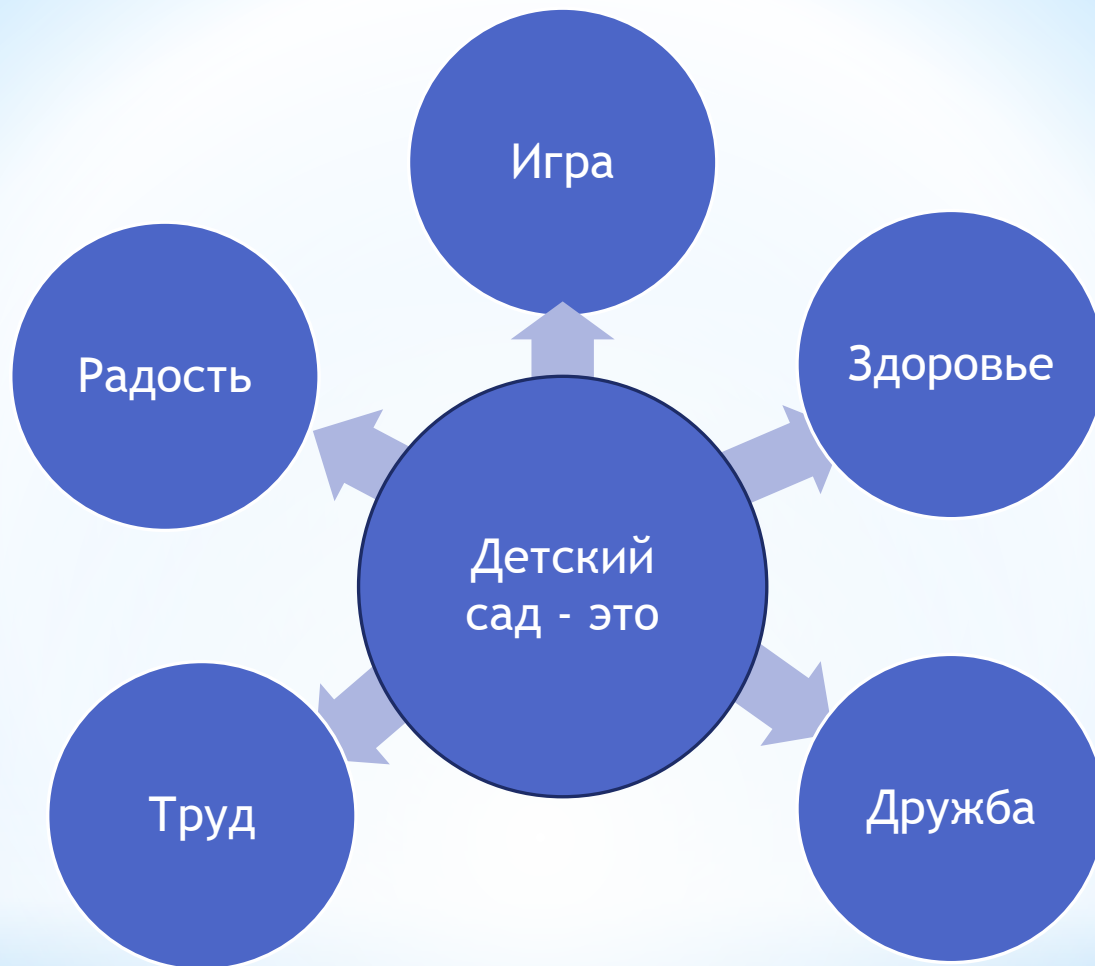 Игра
Здоровье
Радость
Детский
сад - это
Дружба
Труд